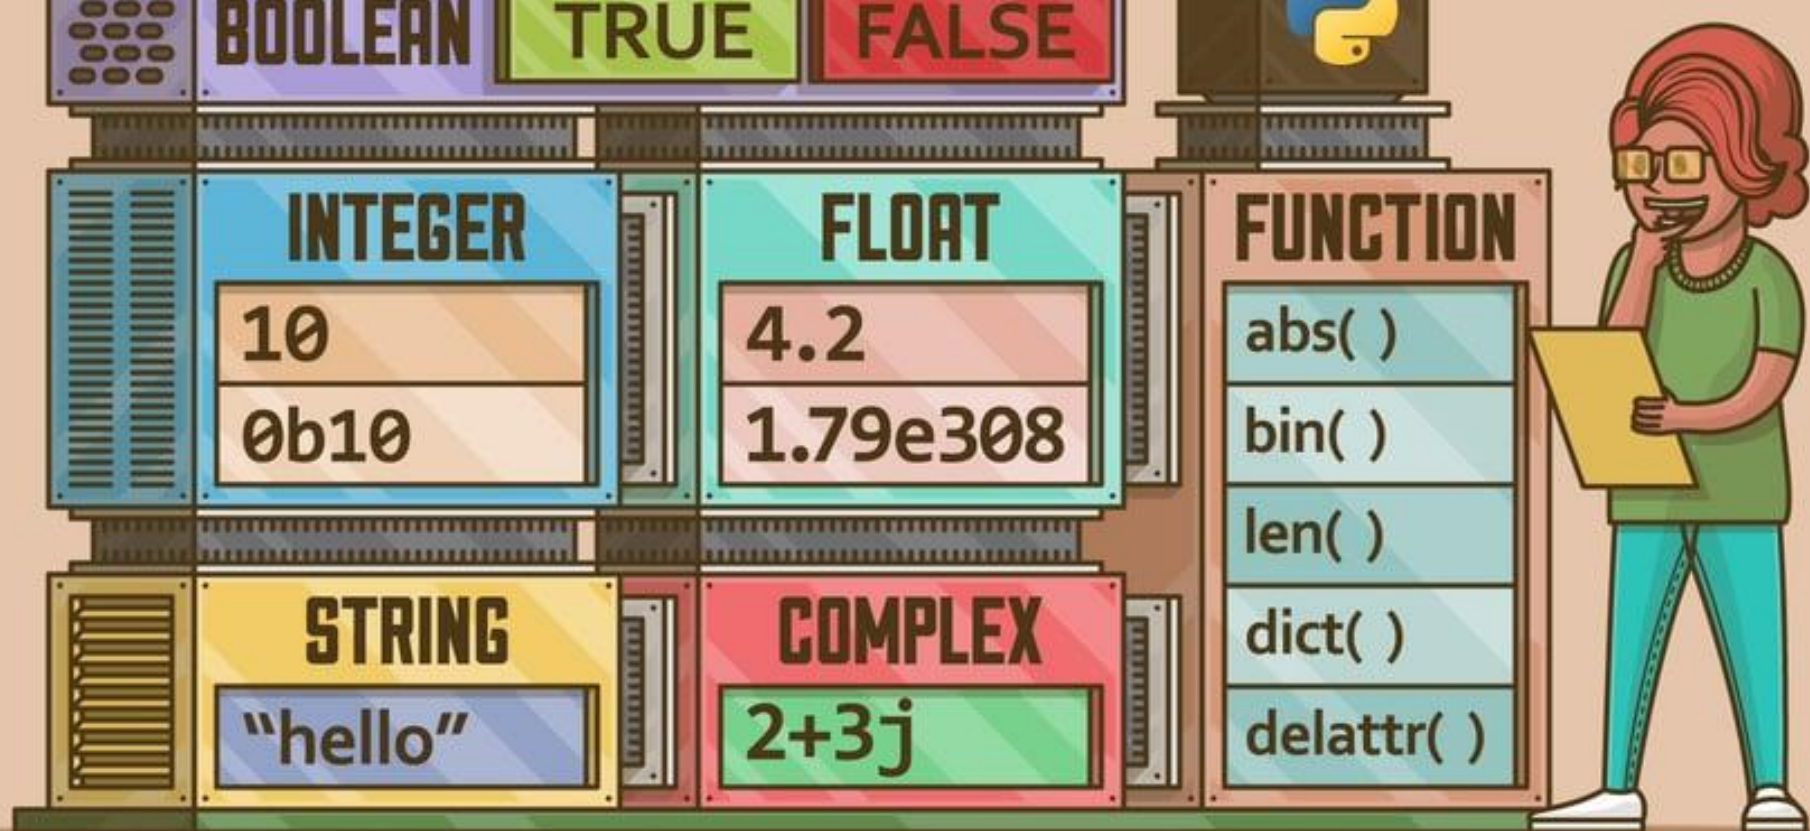 BOOLEAN TRUE FALSE
INTEGER
10
0b10
FLOAT
4.2
1.79e308
STRING
“hello”
COMPLEX
2+3j
FUNCTION
abs( )
bin( )
len( )
dict( )
delattr( )